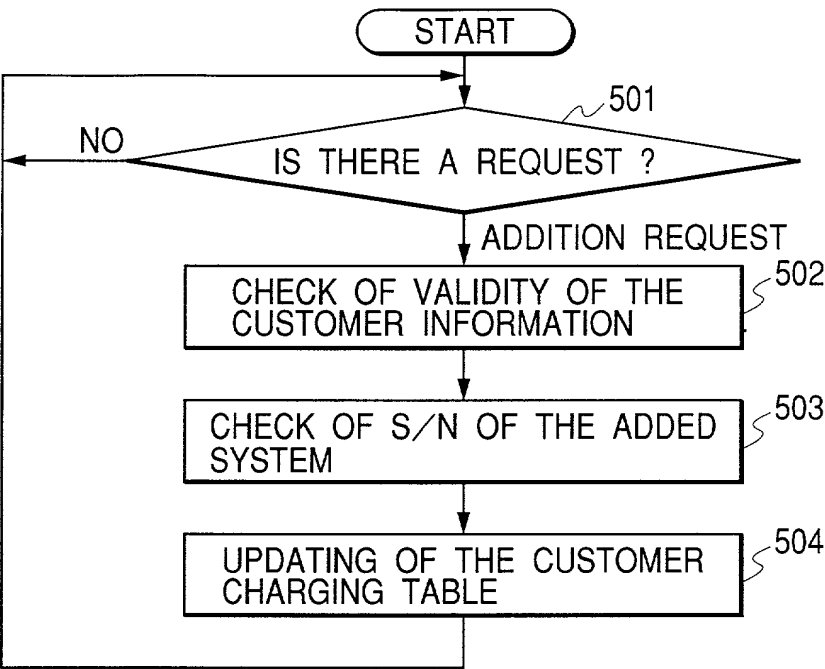 START
501
NO
IS THERE A REQUEST ?
ADDITION REQUEST
502
CHECK OF VALIDITY OF THE
CUSTOMER INFORMATION
503
CHECK OF S/N OF THE ADDED
SYSTEM
504
UPDATING OF THE CUSTOMER
CHARGING TABLE